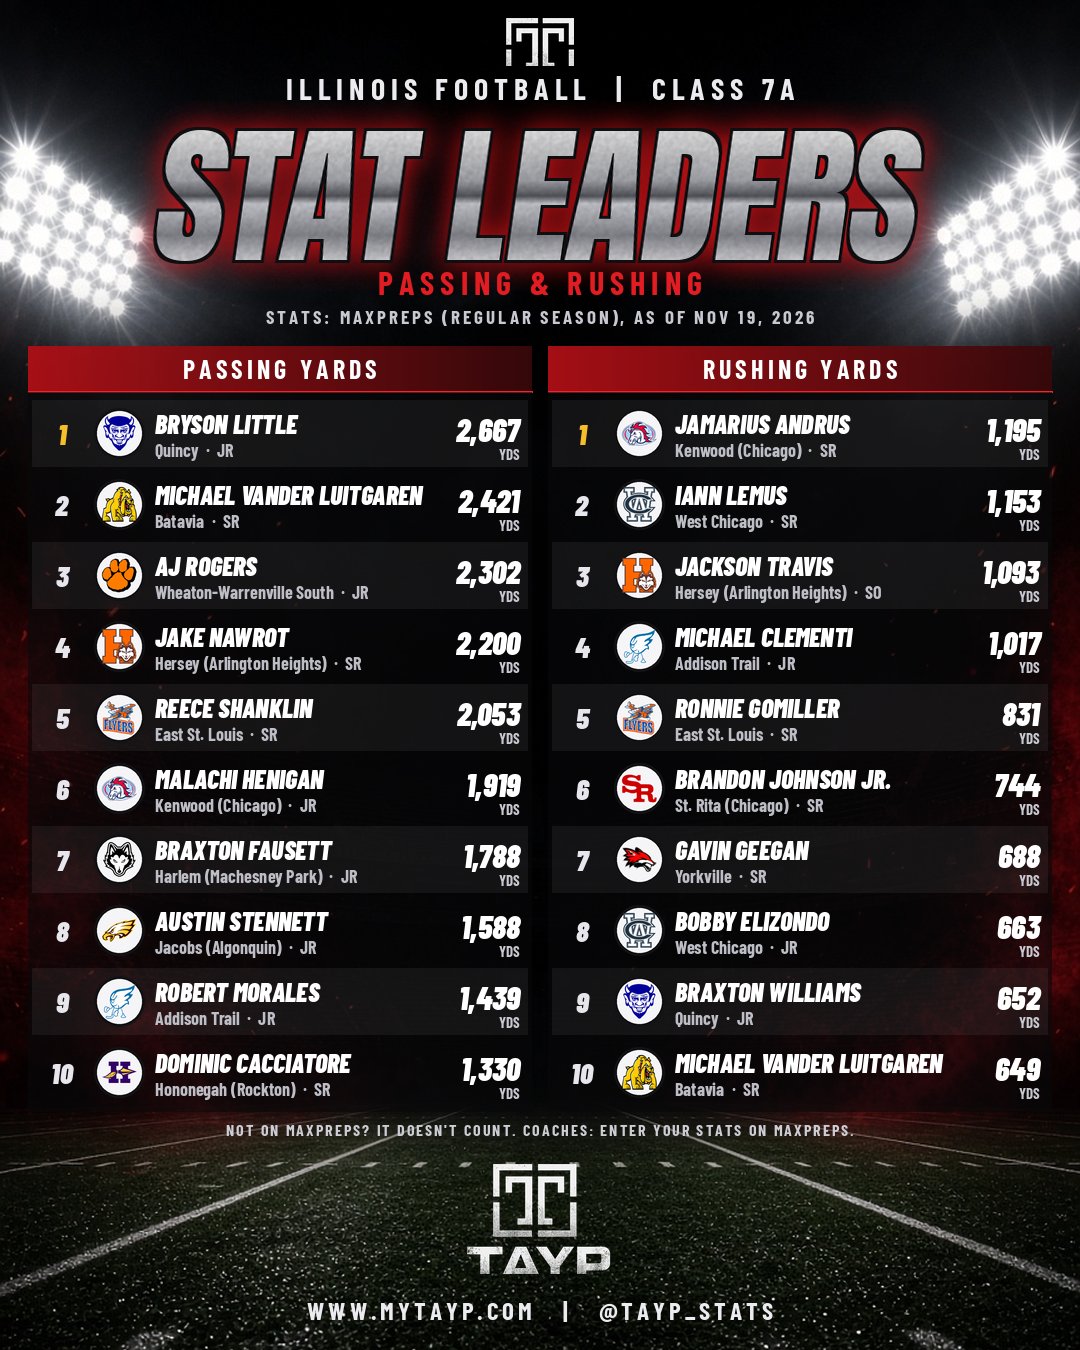 ILLINOIS FOOTBALL | CLASS 7A
STAT LEADERS
PASSING & RUSHING
STATS: MAXPREPS (REGULAR SEASON), AS OF NOV 19, 2026
PASSING YARDS
1 BRYSON LITTLE 2,667
Quincy · JR YDS
2 MICHAEL VANDER LUITGAREN 2,421
Batavia · SR YDS
3 AJ ROGERS 2,302
Wheaton-Warrenville South · JR YDS
4 JAKE NAWROT 2,200
Hersey (Arlington Heights) · SR YDS
5 REECE SHANKLIN 2,053
East St. Louis · SR YDS
6 MALACHI HENIGAN 1,919
Kenwood (Chicago) · JR YDS
7 BRAXTON FAUSETT 1,788
Harlem (Machesney Park) · JR YDS
8 AUSTIN STENNETT 1,588
Jacobs (Algonquin) · JR YDS
9 ROBERT MORALES 1,439
Addison Trail · JR YDS
10 DOMINIC CACCIATORE 1,330
Hononegah (Rockton) · SR YDS
RUSHING YARDS
1 JAMARIUS ANDRUS 1,195
Kenwood (Chicago) · SR YDS
2 IANN LEMUS 1,153
West Chicago · SR YDS
3 JACKSON TRAVIS 1,093
Hersey (Arlington Heights) · SO YDS
4 MICHAEL CLEMENTI 1,017
Addison Trail · JR YDS
5 RONNIE GOMILLER 831
East St. Louis · SR YDS
6 BRANDON JOHNSON JR. 744
St. Rita (Chicago) · SR YDS
7 GAVIN GEEGAN 688
Yorkville · SR YDS
8 BOBBY ELIZONDO 663
West Chicago · JR YDS
9 BRAXTON WILLIAMS 652
Quincy · JR YDS
10 MICHAEL VANDER LUITGAREN 649
Batavia · SR YDS
NOT ON MAXPREPS? IT DOESN'T COUNT. COACHES: ENTER YOUR STATS ON MAXPREPS.
TAYP
WWW.MYTAYP.COM | @TAYP_STATS